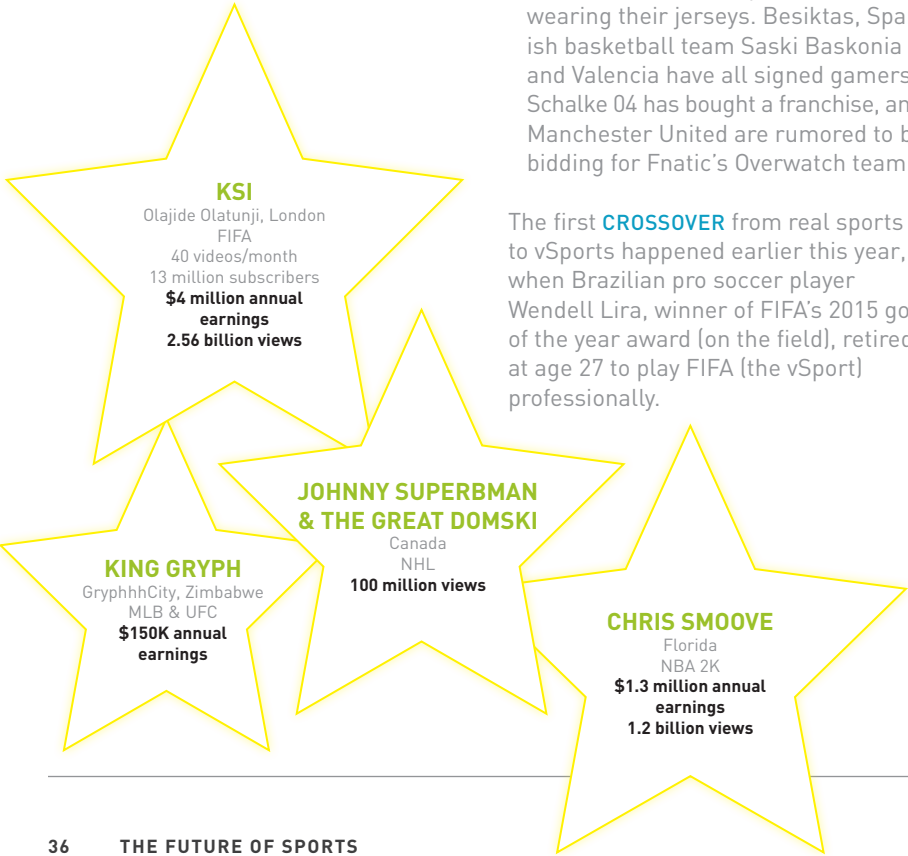 wearing their jerseys. Besiktas, Spa
ish basketball team Saski Baskonia
and Valencia have all signed gamers
Schalke 04 has bought a franchise, an
Manchester United are rumored to b
bidding for Fnatic's Overwatch team
The first CROSSOVER from real sports
to vSports happened earlier this year,
when Brazilian pro soccer player
Wendell Lira, winner of FIFA's 2015 go
of the year award (on the field), retired
at age 27 to play FIFA (the vSport)
professionally.
KSI
Olajide Olatunji, London
FIFA
40 videos/month
13 million subscribers
$4 million annual
earnings
2.56 billion views
JOHNNY SUPERBMAN
& THE GREAT DOMSKI
Canada
NHL
100 million views
KING GRYPH
GryphhhCity, Zimbabwe
MLB & UFC
$150K annual
earnings
CHRIS SMOOVE
Florida
NBA 2K
$1.3 million annual
earnings
1.2 billion views
36 THE FUTURE OF SPORTS